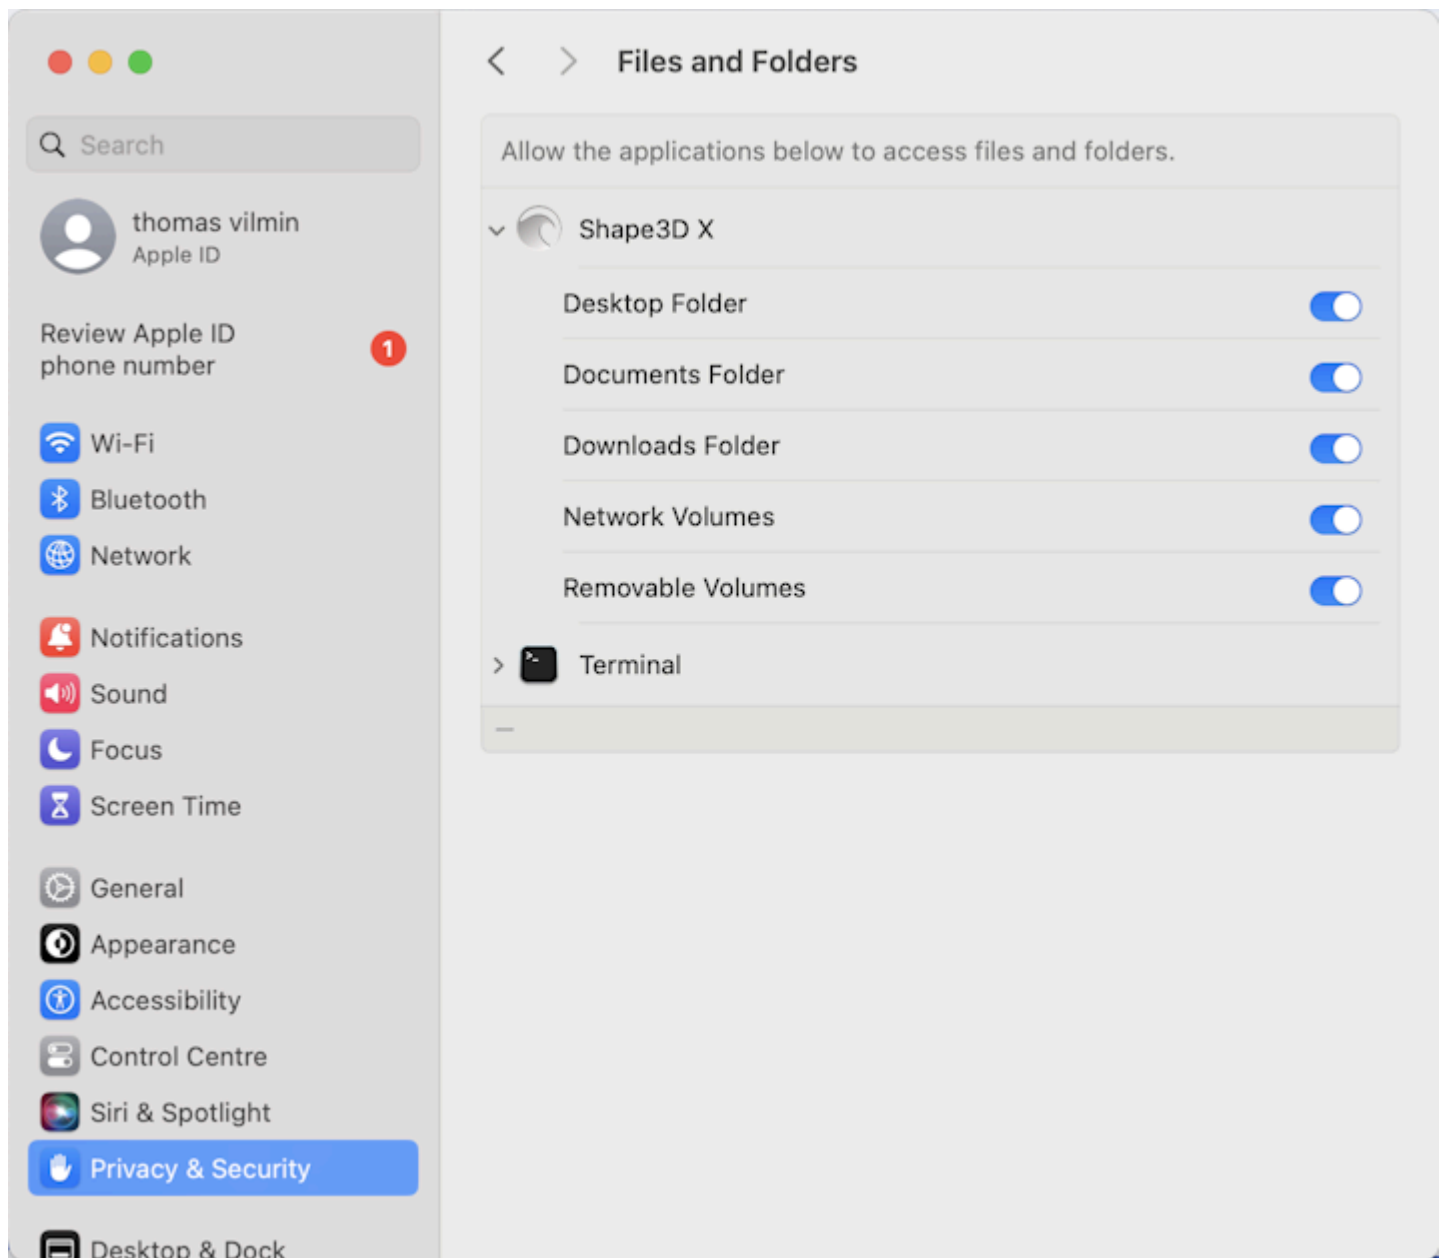 Search
thomas vilmin
Apple ID
Review Apple ID
phone number
1
Wi-Fi
Bluetooth
Network
Notifications
Sound
Focus
Screen Time
General
Appearance
Accessibility
Control Centre
Siri & Spotlight
Privacy & Security
Desktop & Dock
Files and Folders
Allow the applications below to access files and folders.
Shape3D X
Desktop Folder
Documents Folder
Downloads Folder
Network Volumes
Removable Volumes
Terminal